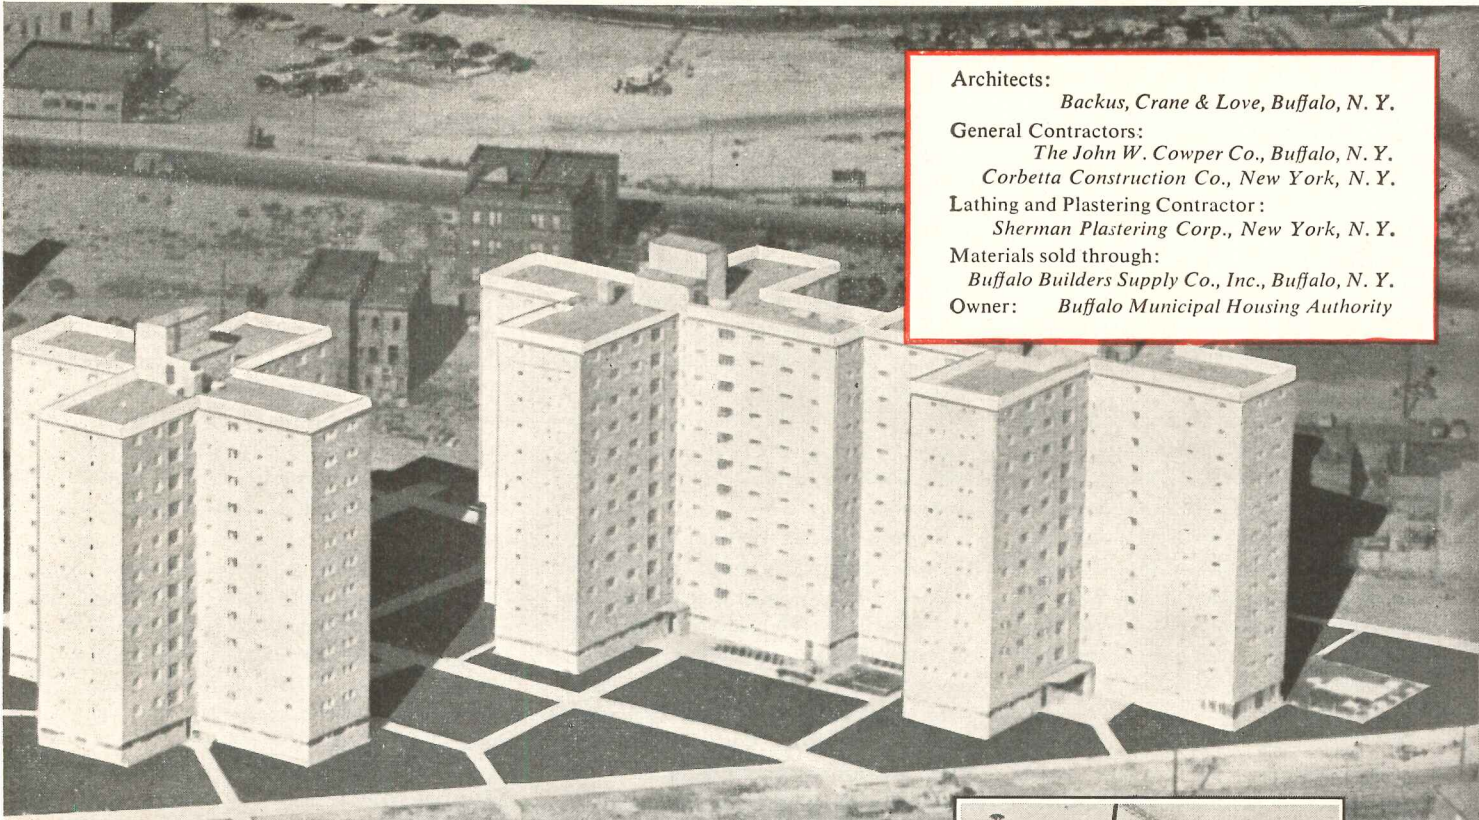 Architects:
Backus, Crane & Love, Buffalo, N. Y.
General Contractors:
The John W. Cowper Co., Buffalo, N. Y.
Corbetta Construction Co., New York, N. Y.
Lathing and Plastering Contractor:
Sherman Plastering Corp., New York, N. Y.
Materials sold through:
Buffalo Builders Supply Co., Inc., Buffalo, N. Y.
Owner: Buffalo Municipal Housing Authority